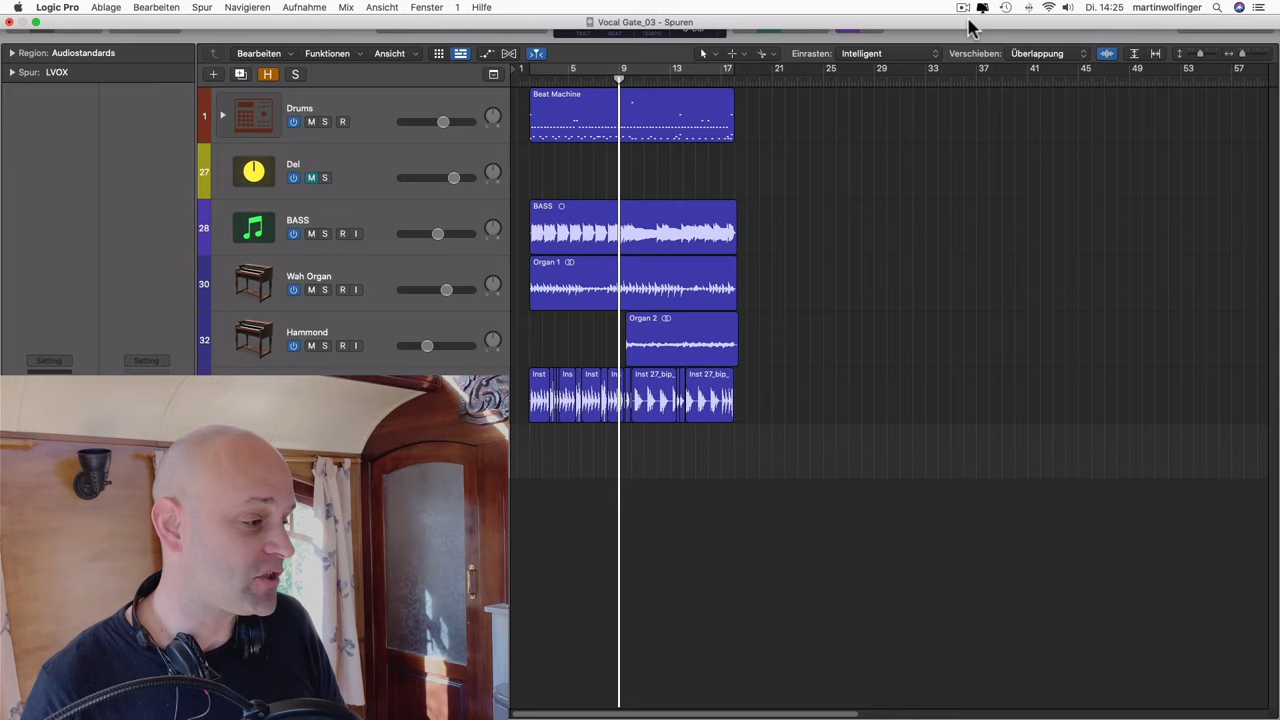 Logic Pro Ablage Bearbeiten Spur Navigieren Aufnahme Mix Ansicht Fenster 1 Hilfe Di. 14:25 martinwolfinger
Vocal Gate_03 - Spuren
TAKT BEAT TEMPO
Region: Audiostandards Bearbeiten Funktionen Ansicht Einrasten: Intelligent Verschieben: Überlappung
Spur: LVOX H S 1 5 9 13 17 21 25 29 33 37 41 45 49 53 57
1 Drums M S R Beat Machine
27 Del M S
28 BASS M S R I BASS
30 Wah Organ M S R I Organ 1
32 Hammond M S R I Organ 2
Setting Setting
Inst Ins Inst In Inst 27_bip_ Inst 27_bip_